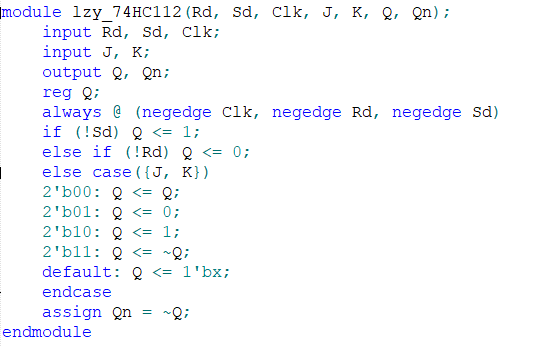 module lzy_74HC112(Rd, Sd, Clk, J, K, Q, Qn);
input Rd, Sd, Clk;
input J, K;
output Q, Qn;
reg Q;
always @ (negedge Clk, negedge Rd, negedge Sd)
if (!Sd) Q <= 1;
else if (!Rd) Q <= 0;
else case({J, K})
2'b00: Q <= Q;
2'b01: Q <= 0;
2'b10: Q <= 1;
2'b11: Q <= ~Q;
default: Q <= 1'bx;
endcase
assign Qn = ~Q;
endmodule